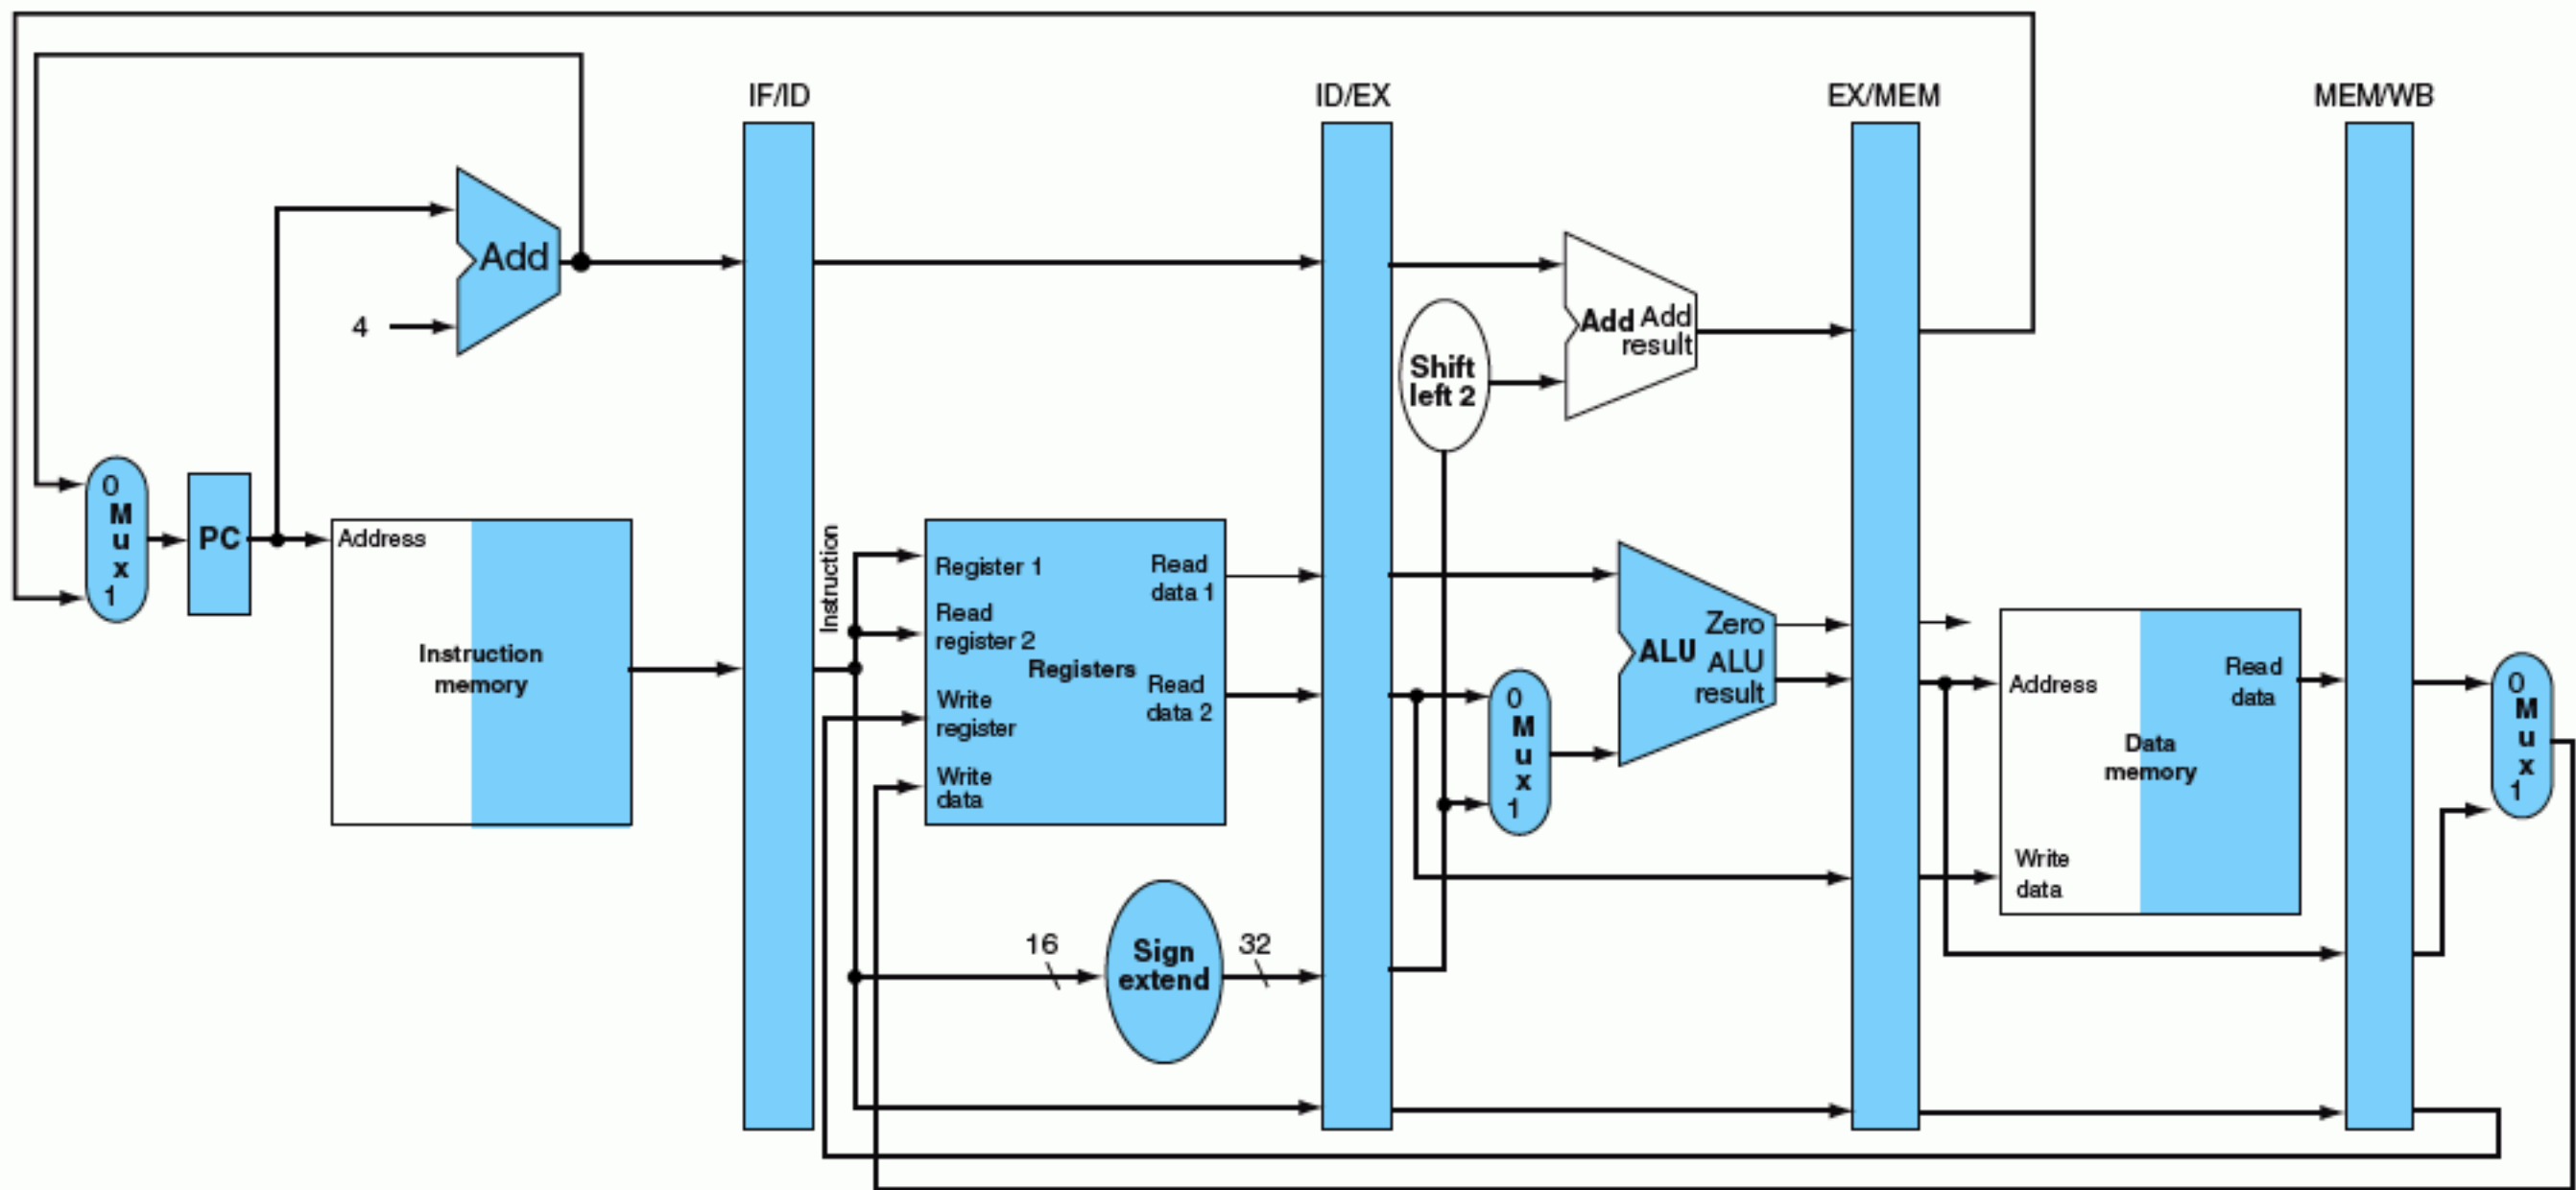 IF/ID
ID/EX
EX/MEM
MEM/WB
Add
4
Add Add
result
Shift
left 2
0
M
u
x
1
PC
Address
Instruction
memory
Instruction
Register 1
Read
register 2
Write
register
Write
data
Registers
Read
data 1
Read
data 2
16
Sign
extend
32
0
M
u
x
1
Zero
ALU
ALU
result
Address
Data
memory
Write
data
Read
data
0
M
u
x
1